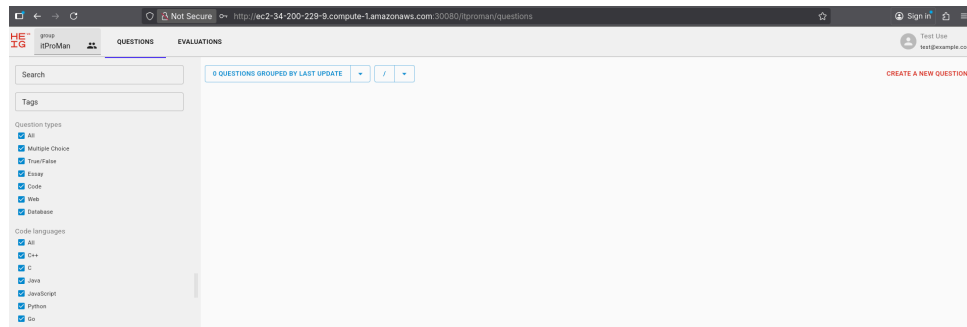 Not Secure http://ec2-34-200-229-9.compute-1.amazonaws.com:30080/itproman/questions
Sign in
HE
IG
group
itProMan
QUESTIONS
EVALUATIONS
Test Use
test@example.co
Search
Tags
Question types
All
Multiple Choice
True/False
Essay
Code
Web
Database
Code languages
All
C++
C
Java
JavaScript
Python
Go
0 QUESTIONS GROUPED BY LAST UPDATE
/
CREATE A NEW QUESTION